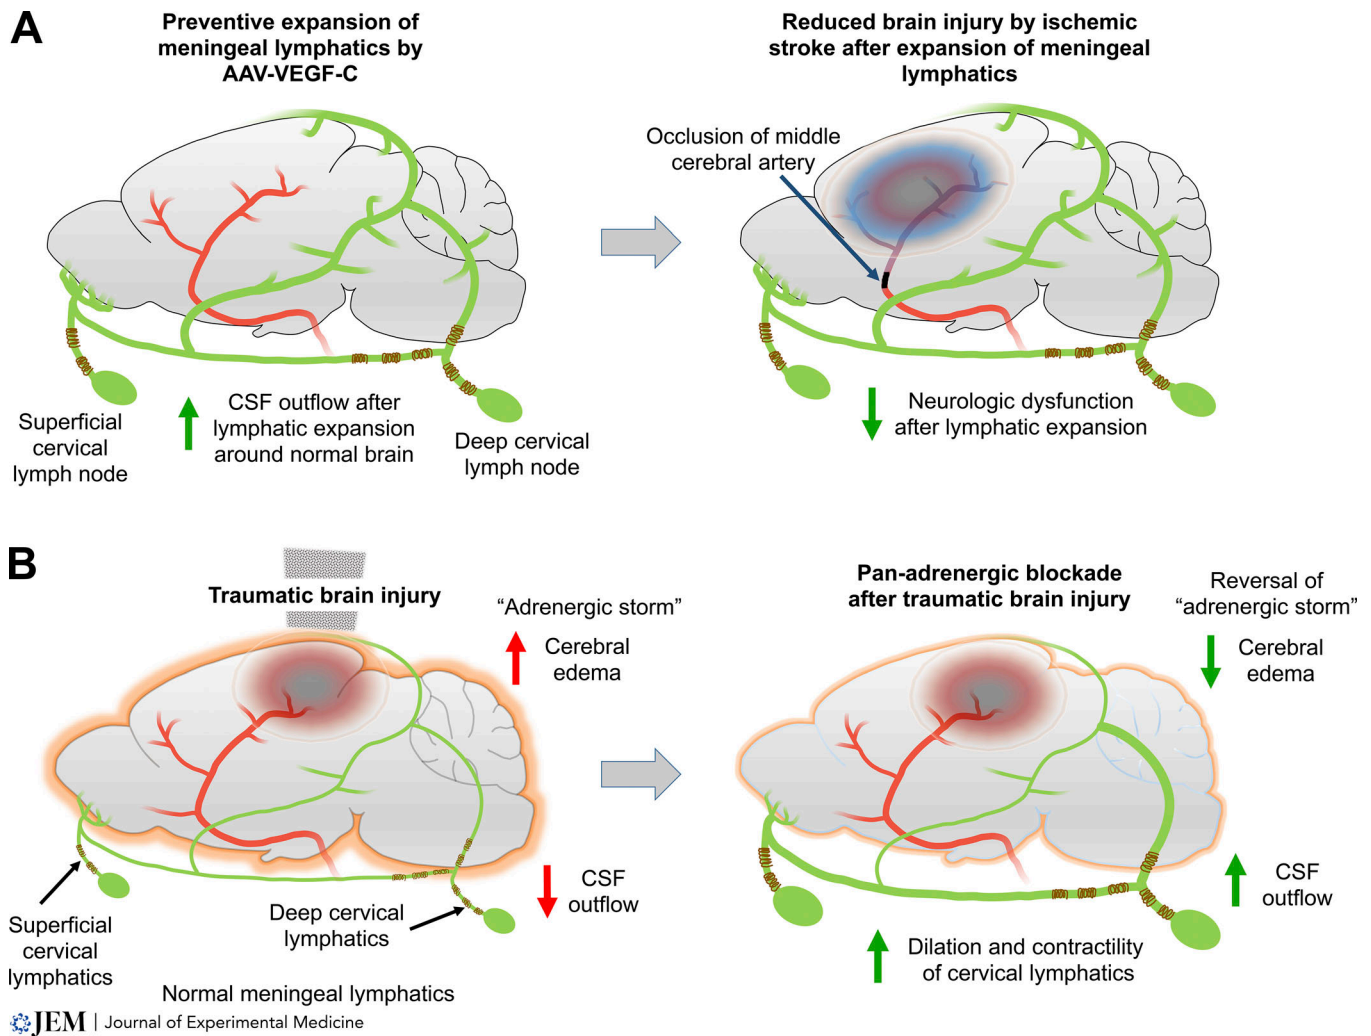 A
Preventive expansion of
meningeal lymphatics by
AAV-VEGF-C
Reduced brain injury by ischemic
stroke after expansion of meningeal
lymphatics
Occlusion of middle
cerebral artery
Superficial
cervical
lymph node
CSF outflow after
lymphatic expansion
around normal brain
Deep cervical
lymph node
Neurologic dysfunction
after lymphatic expansion
B
Traumatic brain injury
“Adrenergic storm”
Cerebral
edema
Superficial
cervical
lymphatics
Deep cervical
lymphatics
CSF
outflow
Normal meningeal lymphatics
Pan-adrenergic blockade
after traumatic brain injury
Reversal of
“adrenergic storm”
Cerebral
edema
CSF
outflow
Dilation and contractility
of cervical lymphatics
JEM | Journal of Experimental Medicine